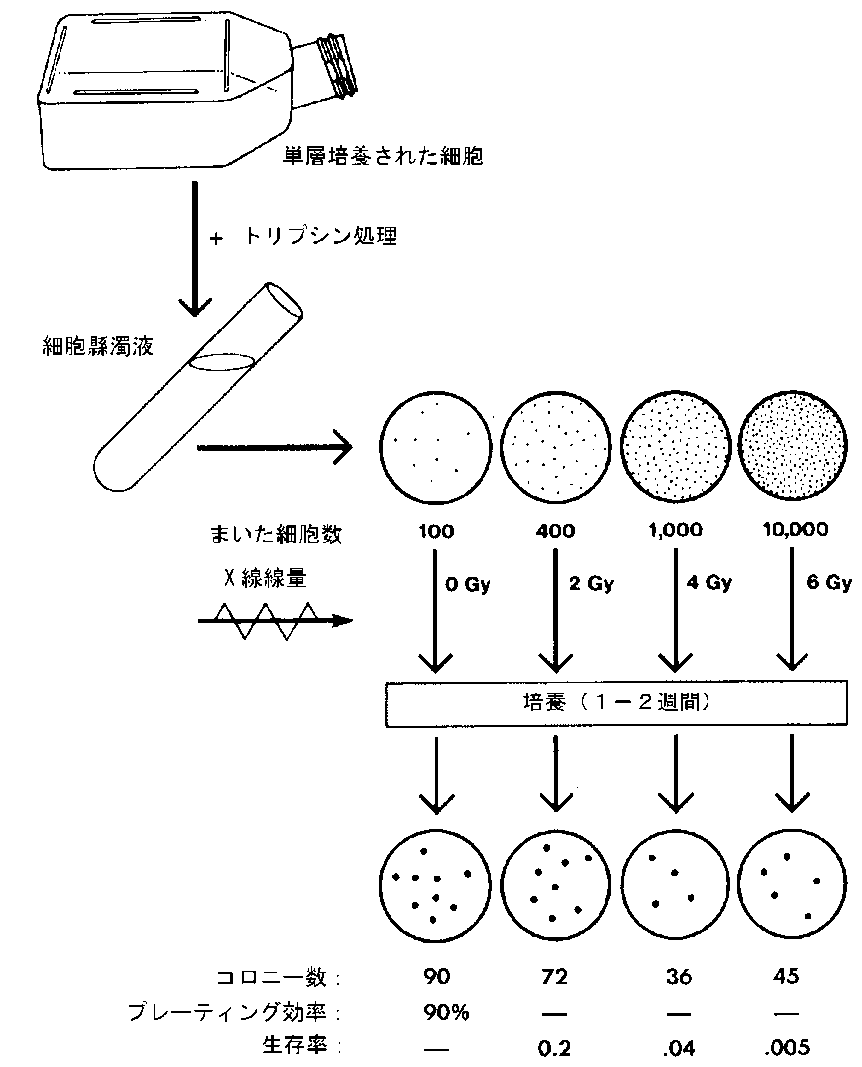 単層培養された細胞
+ トリプシン処理
細胞縣濁液
まいた細胞数 100 400 1,000 10,000
X線線量 0 Gy 2 Gy 4 Gy 6 Gy
培養(1-2週間)
コロニー数: 90 72 36 45
プレーティング効率: 90% — — —
生存率: — 0.2 .04 .005